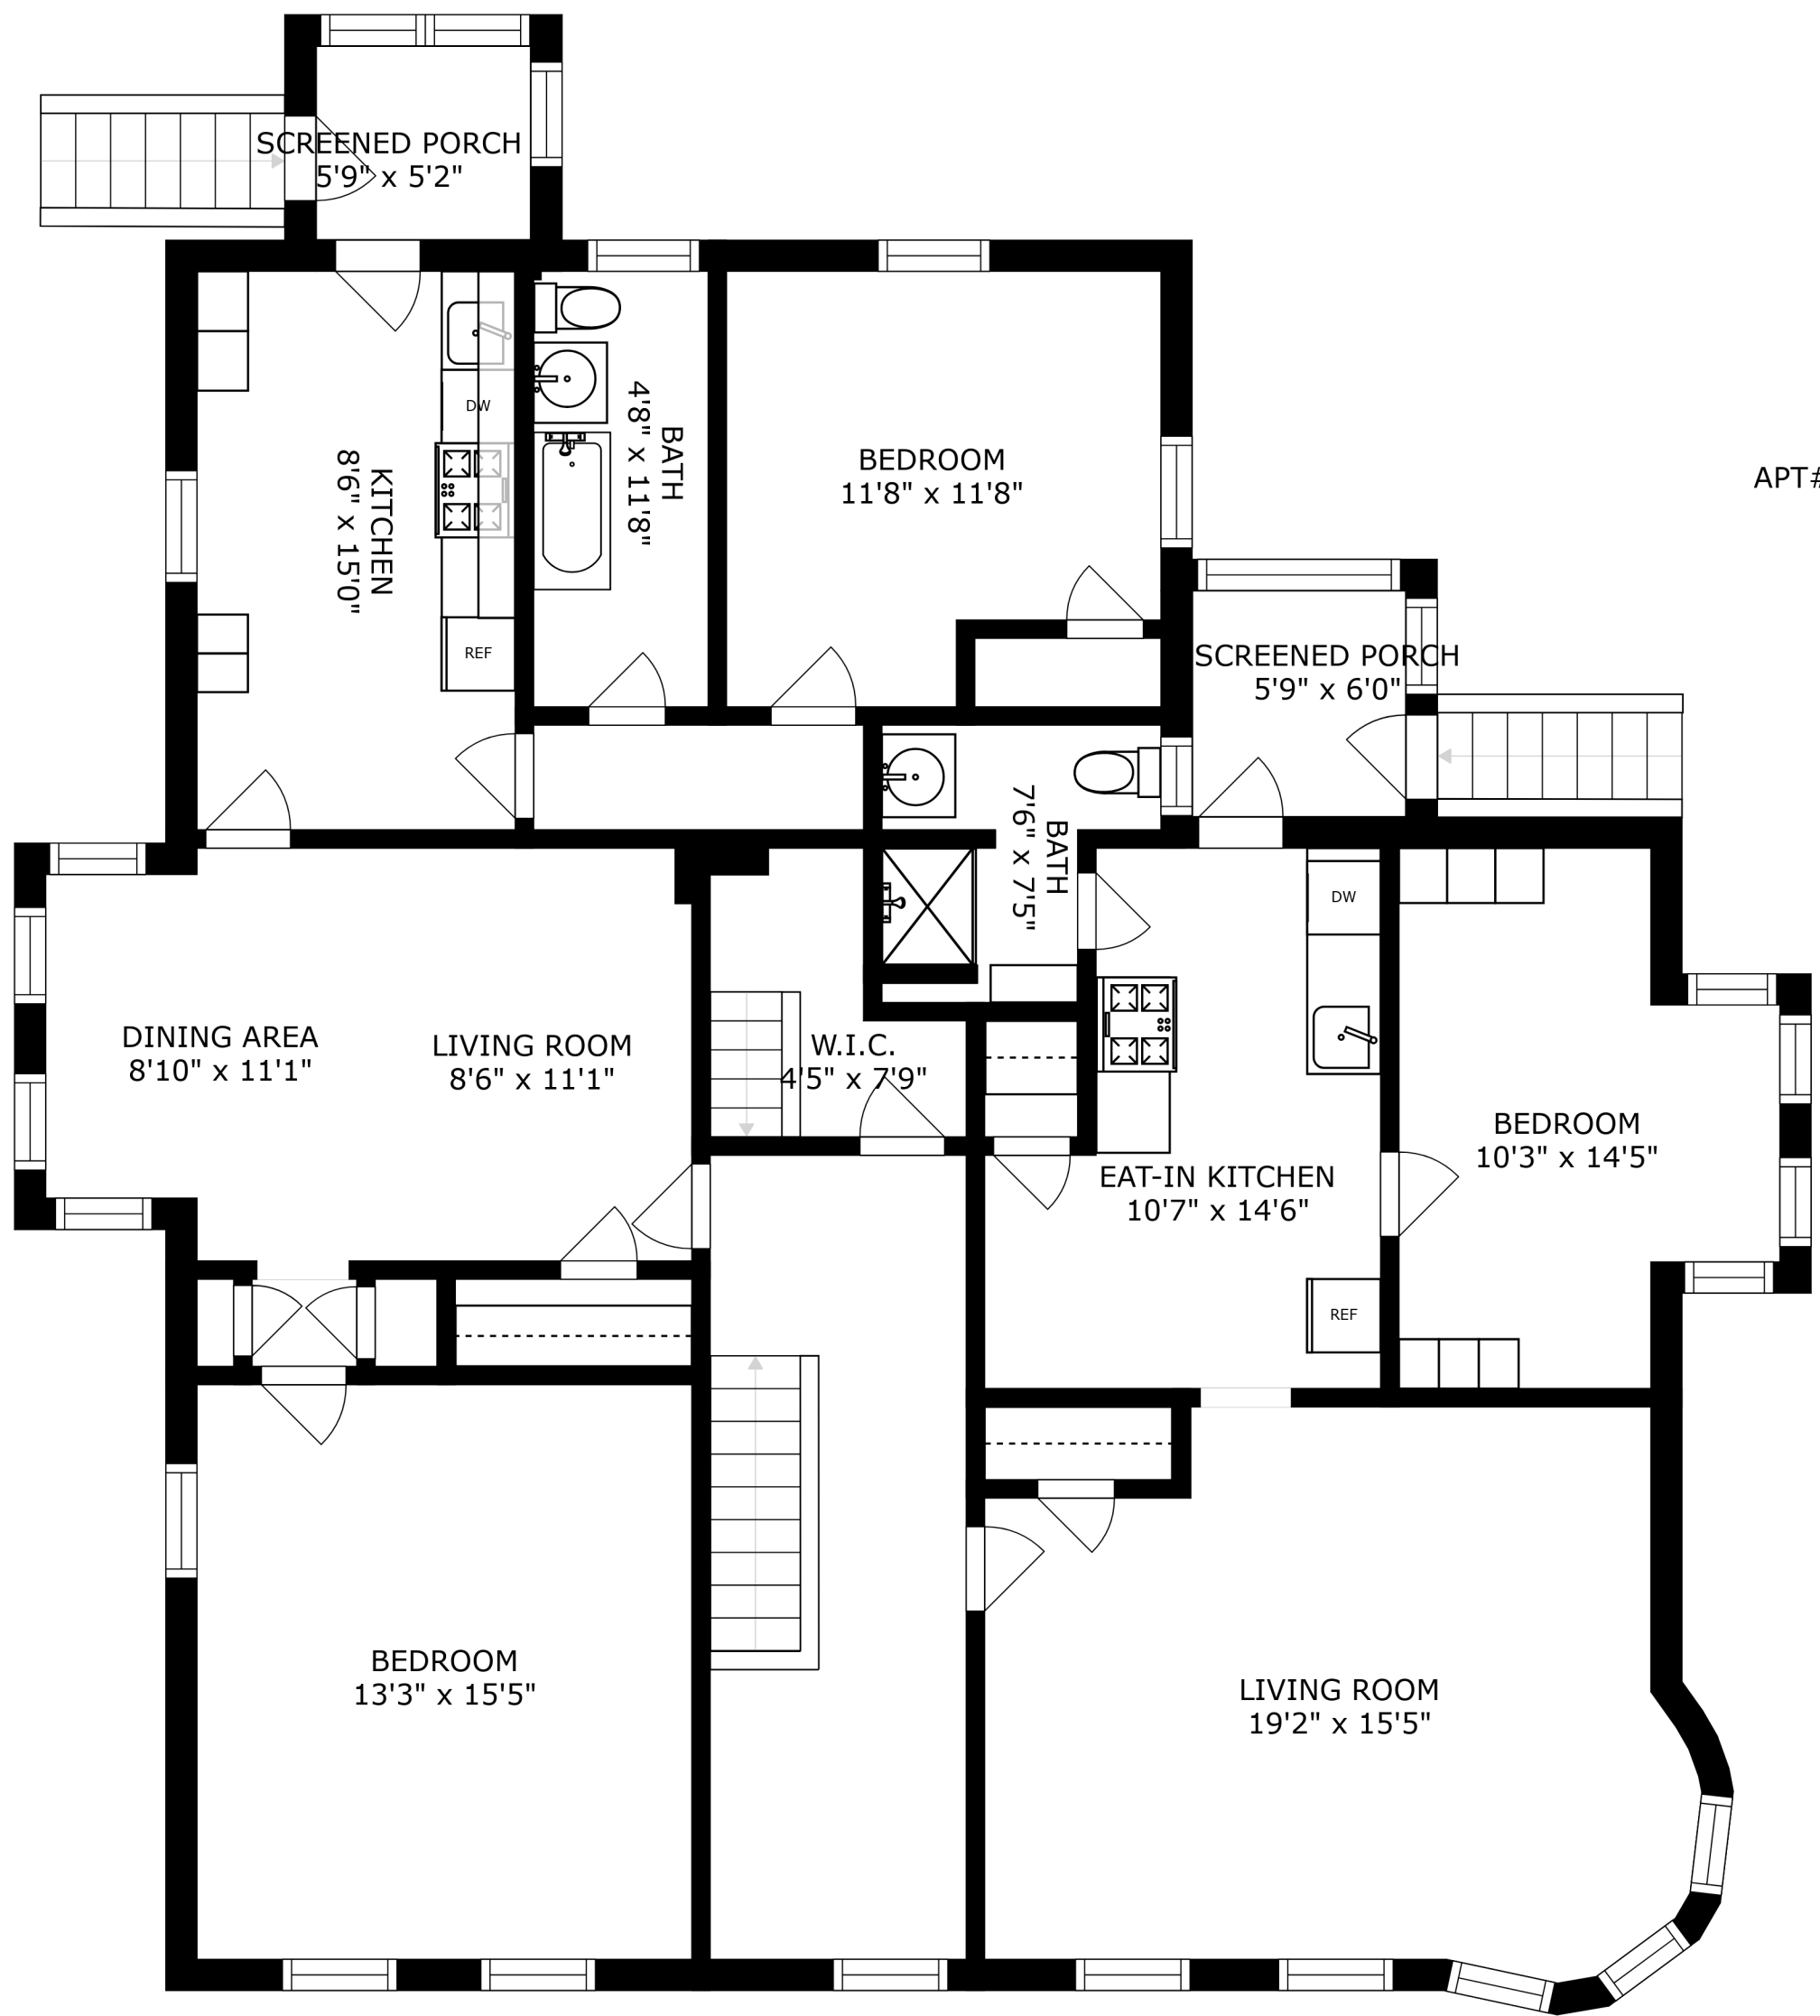 SCREENED PORCH
5'9" x 5'2"
DW
KITCHEN
8'6" x 15'0"
BATH
4'8" x 11'8"
BEDROOM
11'8" x 11'8"
APT#
REF
SCREENED PORCH
5'9" x 6'0"
BATH
7'6" x 7'5"
DW
DINING AREA
8'10" x 11'1"
LIVING ROOM
8'6" x 11'1"
W.I.C.
4'5" x 7'9"
BEDROOM
10'3" x 14'5"
EAT-IN KITCHEN
10'7" x 14'6"
REF
BEDROOM
13'3" x 15'5"
LIVING ROOM
19'2" x 15'5"